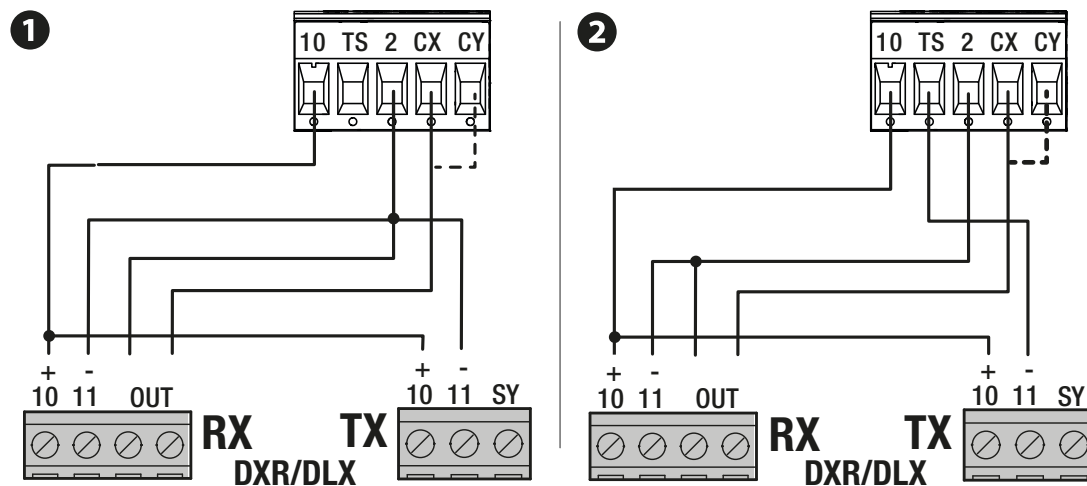 1
10 TS 2 CX CY
+ - + -
10 11 OUT 10 11 SY
RX TX
DXR/DLX
2
10 TS 2 CX CY
+ - + -
10 11 OUT 10 11 SY
RX TX
DXR/DLX